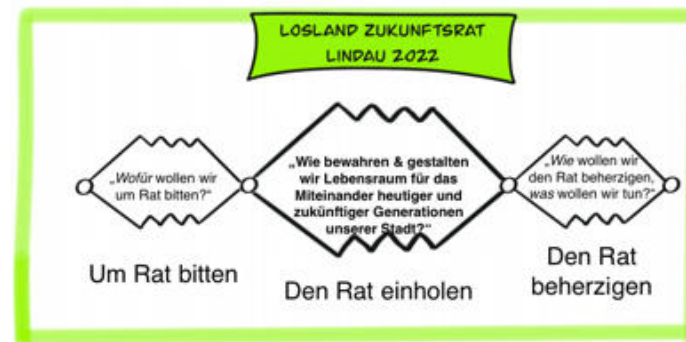 LOSLAND ZUKUNFTSRAT
LINDAU 2022
„Wofür wollen wir
um Rat bitten?“
„Wie bewahren & gestalten
wir Lebensraum für das
Miteinander heutiger und
zukünftiger Generationen
unserer Stadt?“
„Wie wollen wir
den Rat beherzigen,
was wollen wir tun?“
Um Rat bitten
Den Rat einholen
Den Rat
beherzigen